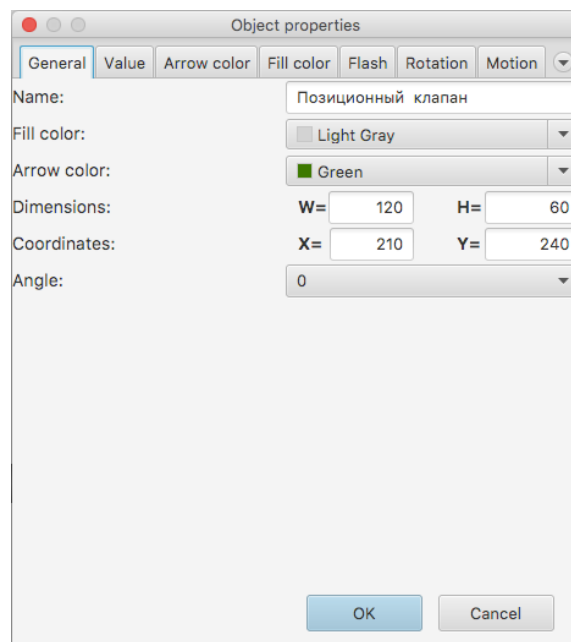 Object properties
General Value Arrow color Fill color Flash Rotation Motion
Name: Позиционный клапан
Fill color: Light Gray
Arrow color: Green
Dimensions: W= 120 H= 60
Coordinates: X= 210 Y= 240
Angle: 0
OK Cancel